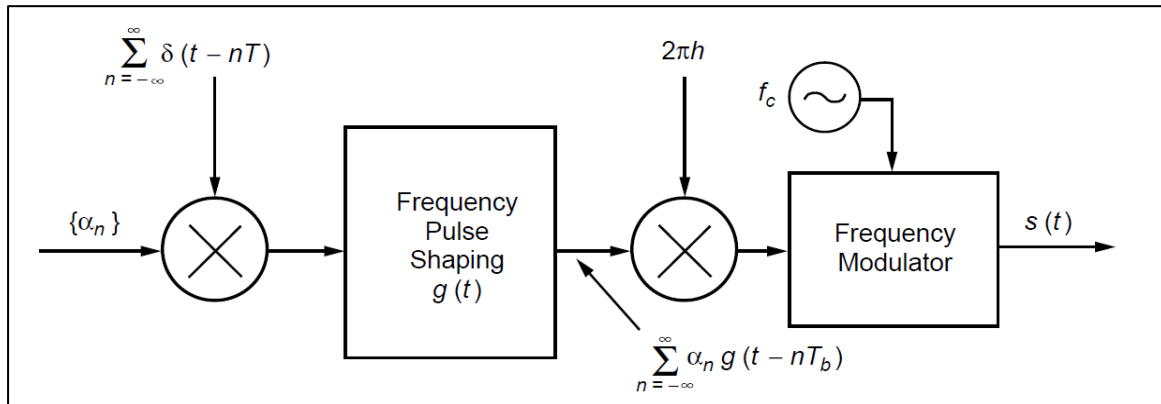 ∞
∑ δ (t − nT)
n = −∞
2πh
f_c
{α_n}
Frequency
Pulse
Shaping
g (t)
Frequency
Modulator
s (t)
∞
∑ α_n g (t − nT_b)
n = −∞